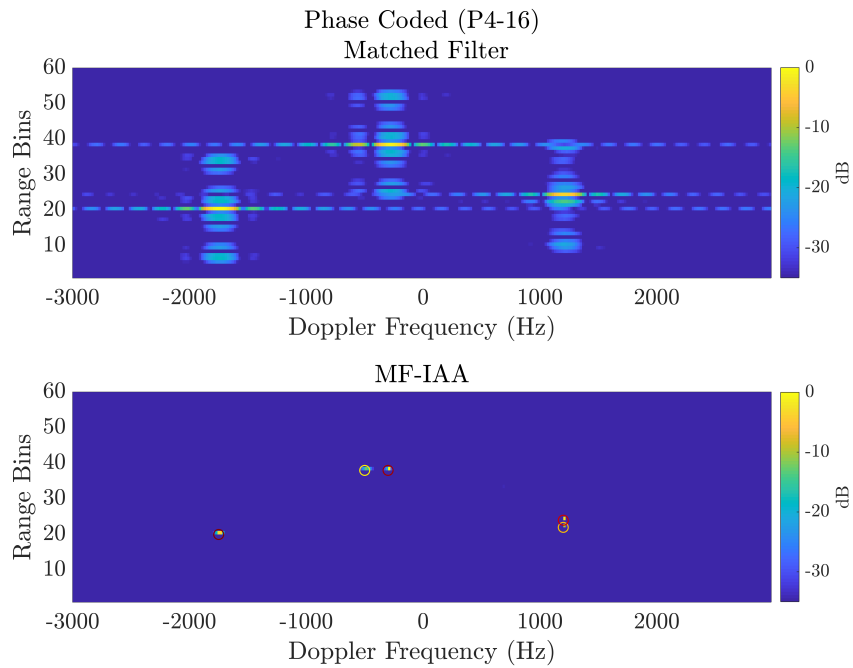 Phase Coded (P4-16)
Matched Filter
60
50
40
30
20
10
Range Bins
-3000 -2000 -1000 0 1000 2000
Doppler Frequency (Hz)
0
-10
-20
-30
dB
MF-IAA
60
50
40
30
20
10
Range Bins
-3000 -2000 -1000 0 1000 2000
Doppler Frequency (Hz)
0
-10
-20
-30
dB